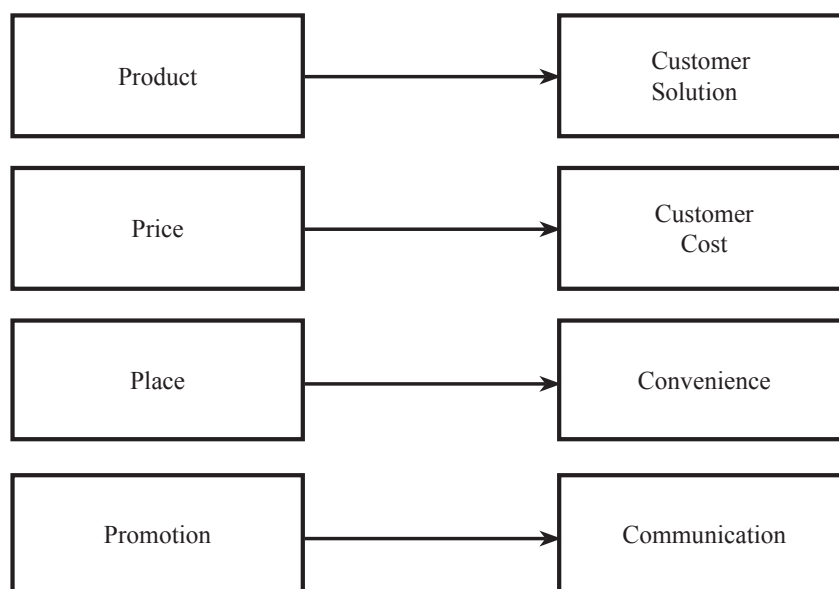 Product
Customer
Solution
Price
Customer
Cost
Place
Convenience
Promotion
Communication